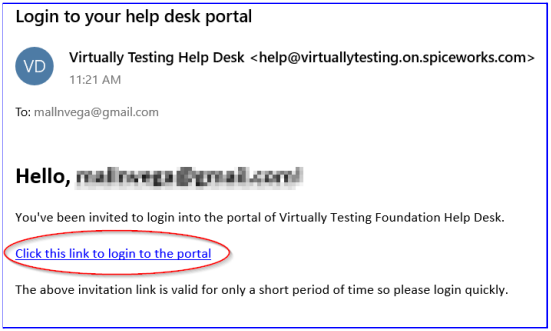 Login to your help desk portal
VD
Virtually Testing Help Desk <help@virtuallytesting.on.spiceworks.com>
11:21 AM
To: mallnvega@gmail.com
Hello,
You've been invited to login into the portal of Virtually Testing Foundation Help Desk.
Click this link to login to the portal
The above invitation link is valid for only a short period of time so please login quickly.